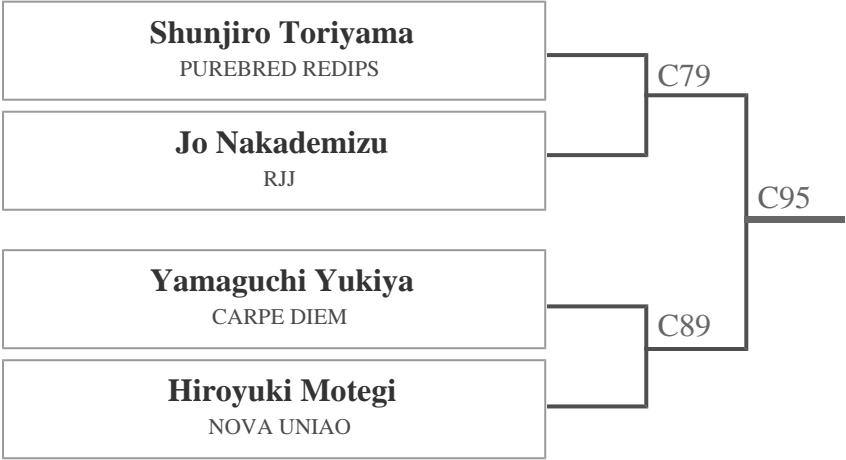 Shunjiro Toriyama
PUREBRED REDIPS
C79
Jo Nakademizu
RJJ
C95
Yamaguchi Yukiya
CARPE DIEM
C89
Hiroyuki Motegi
NOVA UNIAO